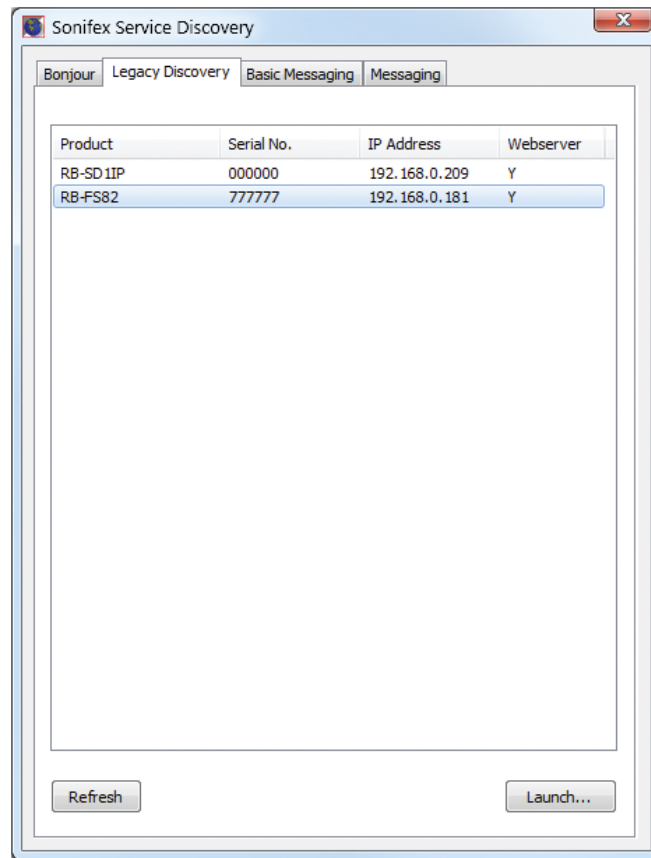 Sonifex Service Discovery
Bonjour Legacy Discovery Basic Messaging Messaging
Product Serial No. IP Address Webserver
RB-SD1IP 000000 192.168.0.209 Y
RB-FS82 777777 192.168.0.181 Y
Refresh Launch...